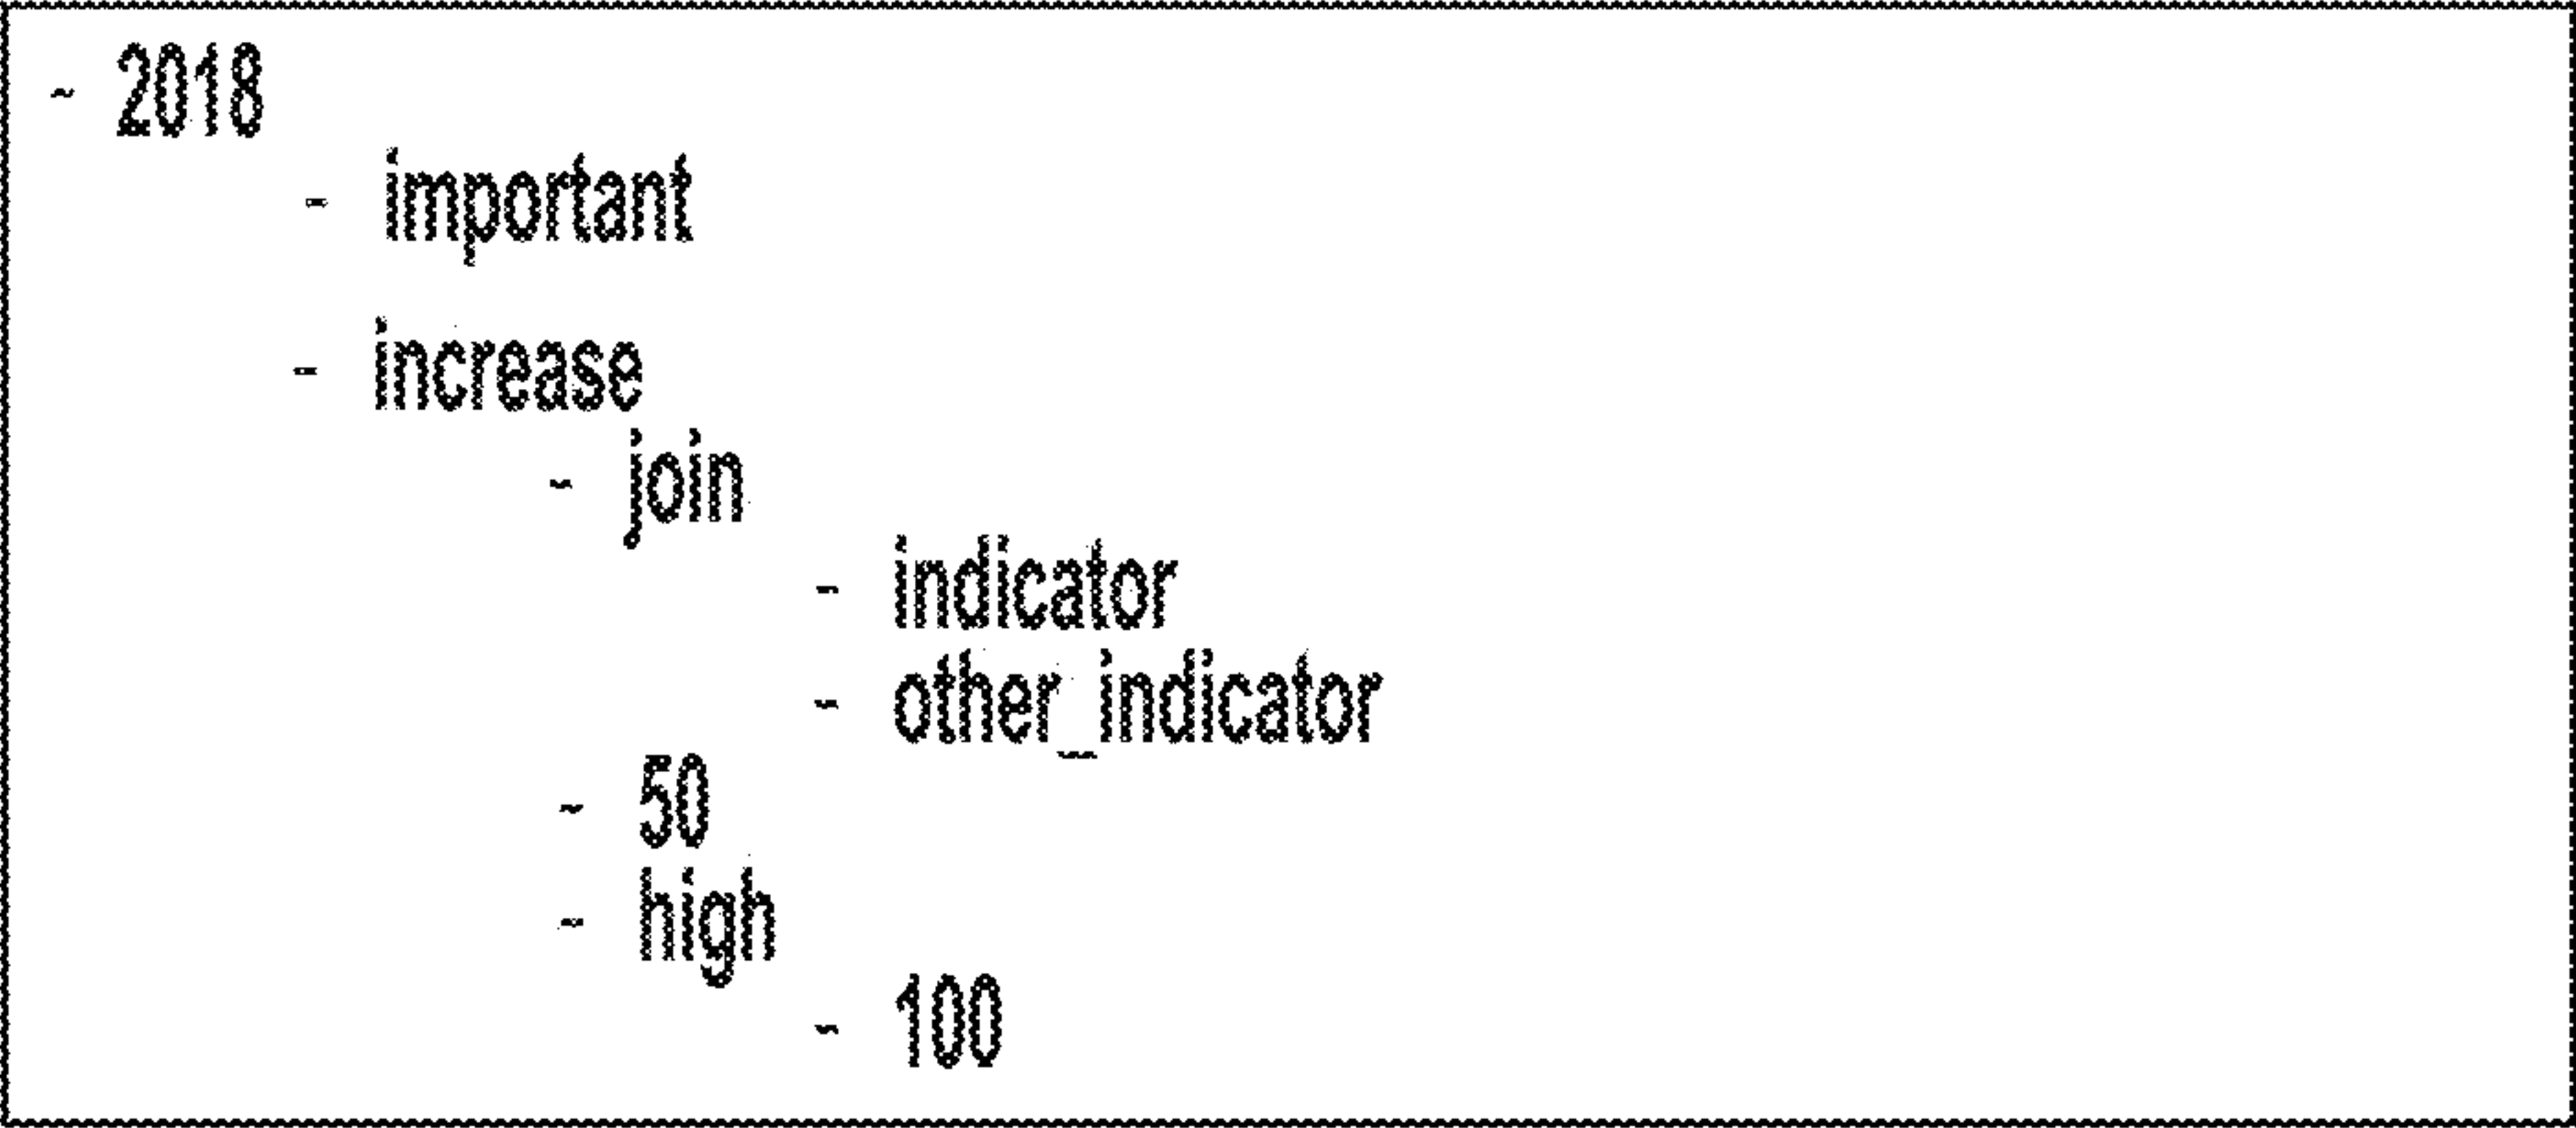 - 2018
- important
- increase
- join
- indicator
- other_indicator
- 50
- high
- 100